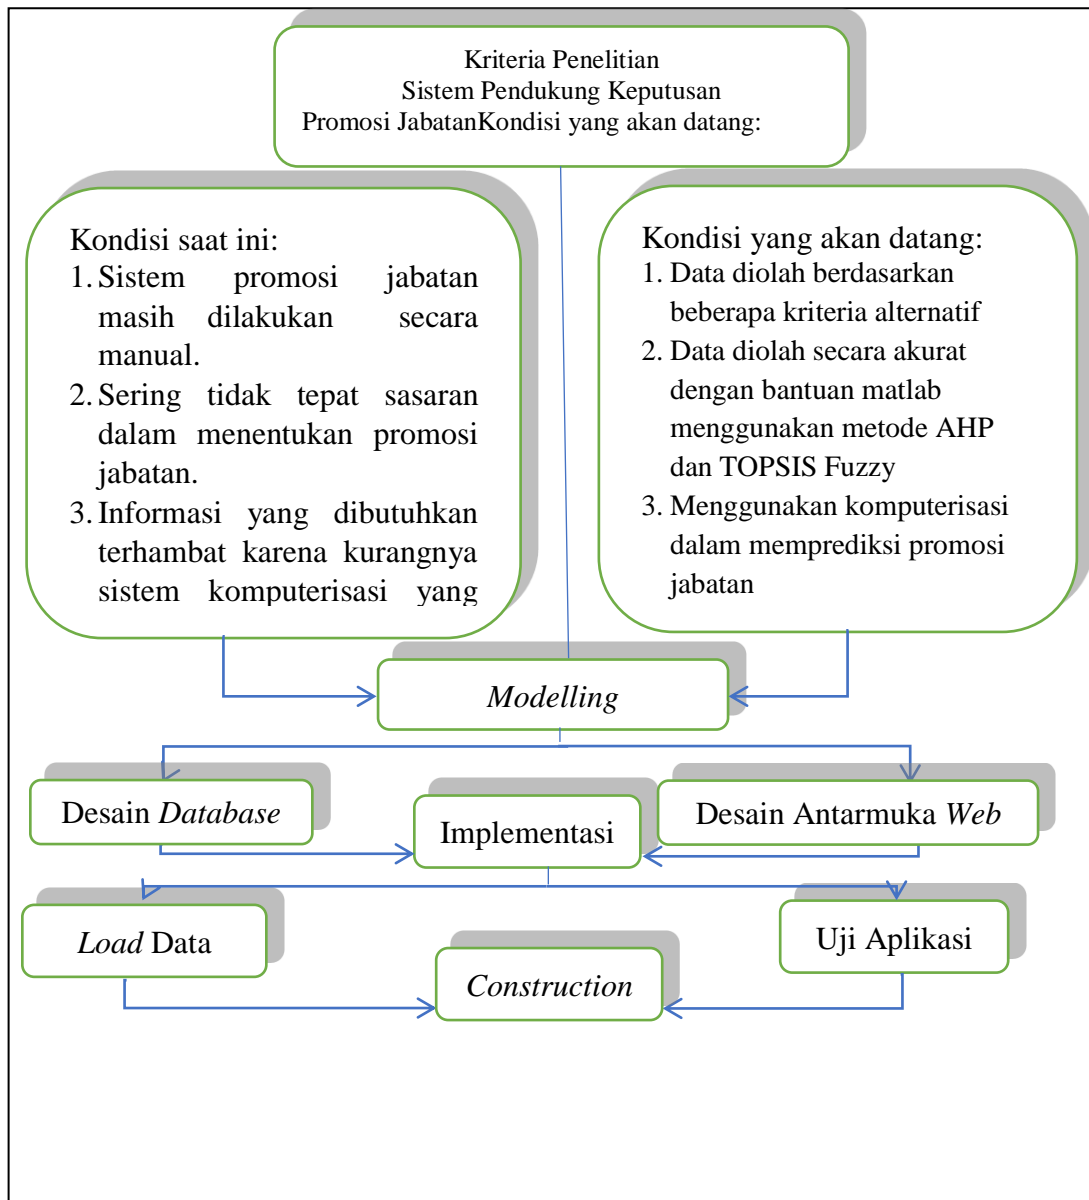 Kriteria Penelitian
Sistem Pendukung Keputusan
Promosi JabatanKondisi yang akan datang:
Kondisi saat ini:
1. Sistem promosi jabatan
masih dilakukan secara
manual.
2. Sering tidak tepat sasaran
dalam menentukan promosi
jabatan.
3. Informasi yang dibutuhkan
terhambat karena kurangnya
sistem komputerisasi yang
Kondisi yang akan datang:
1. Data diolah berdasarkan
beberapa kriteria alternatif
2. Data diolah secara akurat
dengan bantuan matlab
menggunakan metode AHP
dan TOPSIS Fuzzy
3. Menggunakan komputerisasi
dalam memprediksi promosi
jabatan
Modelling
Desain Database
Implementasi
Desain Antarmuka Web
Load Data
Construction
Uji Aplikasi